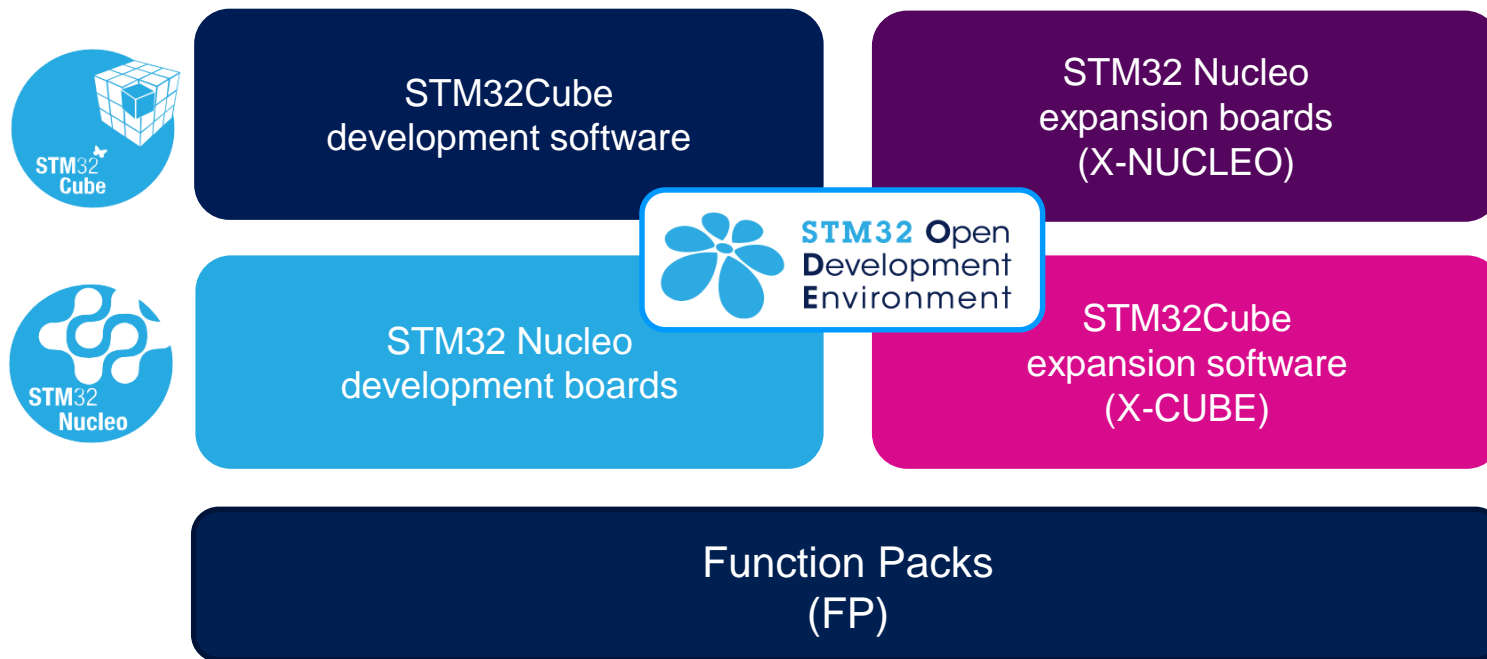 STM32Cube
development software
STM32 Nucleo
expansion boards
(X-NUCLEO)
STM32
Cube
STM32 Open
Development
Environment
STM32 Nucleo
development boards
STM32Cube
expansion software
(X-CUBE)
STM32
Nucleo
Function Packs
(FP)